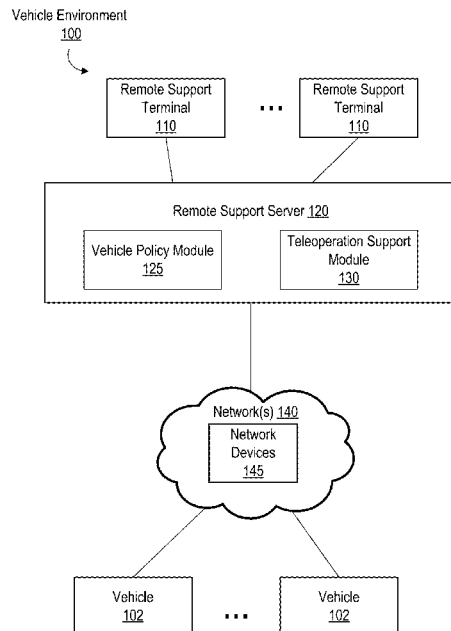 Vehicle Environment
100
Remote Support
Terminal
110
...
Remote Support
Terminal
110
Remote Support Server 120
Vehicle Policy Module
125
Teleoperation Support
Module
130
Network(s) 140
Network
Devices
145
Vehicle
102
...
Vehicle
102